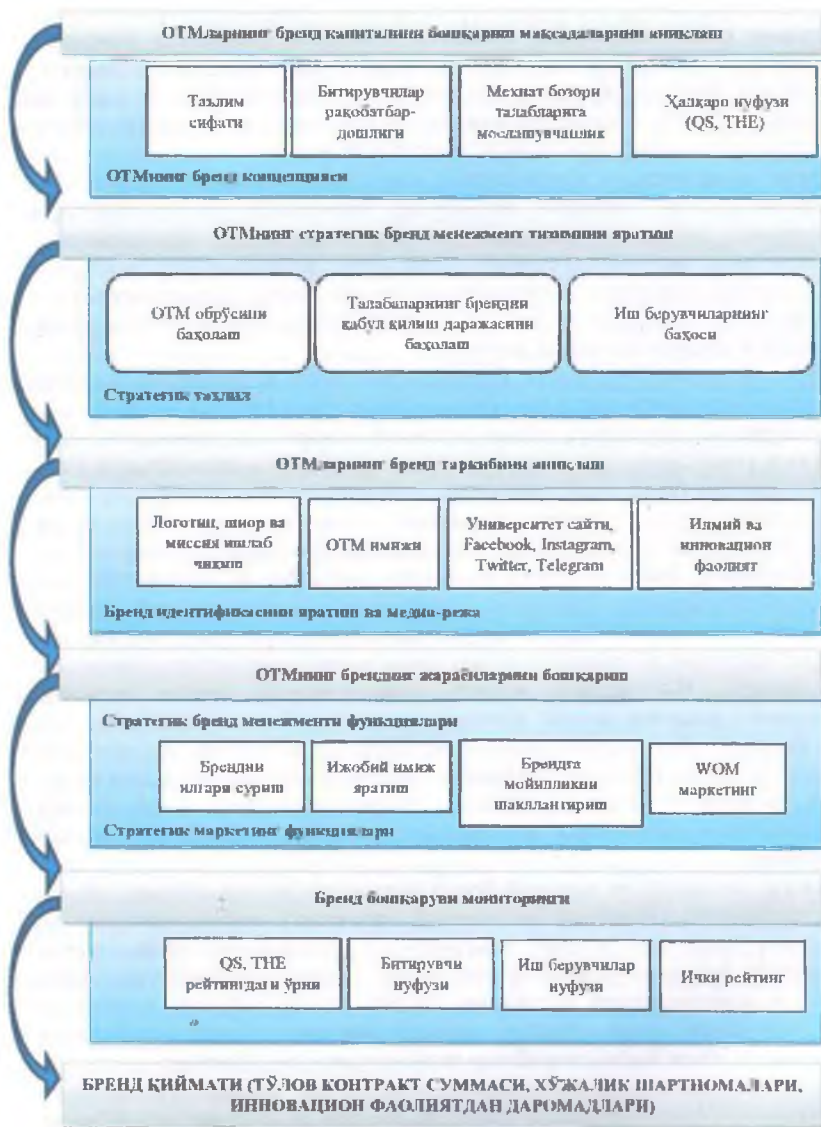 ОТМларнинг бренд капиталини бошқариш мақсадаларини аниқлаш
Таълим
сифати
Битирувчилар
рақобатбар-
дошлиги
Меҳнат бозори
талабларига
мослашувчанлик
Ҳалқаро нуфузи
(QS, THE)
ОТМнинг бренд концепцияси
ОТМнинг стратегик бренд менежмент тизимини яратиш
ОТМ обрўсини
баҳолаш
Талабаларнинг брендни
қабул қилиш даражасини
баҳолаш
Иш берувчиларнинг
баҳоси
Стратегик таҳлил
ОТМларнинг бренд таркибини аниқлаш
Логотип, шиор ва
миссия ишлаб
чиқиш
ОТМ имижи
Университет сайти,
Facebook, Instagram,
Twitter, Telegram
Илмий ва
инновацион
фаолият
Бренд идентификасини яратиш ва медиа-режа
ОТМнинг брендинг жараёнларини бошқариш
Стратегик бренд менежменти функциялари
Брендни
илгари суриш
Ижобий имиж
яратиш
Брендга
мойилликни
шакллантириш
WOM
маркетинг
Стратегик маркетинг функциялари
Бренд бошқаруви мониторинги
QS, THE
рейтингдаги ўрни
Битирувчи
нуфузи
Иш берувчилар
нуфузи
Ички рейтинг
БРЕНД ҚИЙМАТИ (ТЎЛОВ КОНТРАКТ СУММАСИ, ХЎЖАЛИК ШАРТНОМАЛАРИ,
ИННОВАЦИОН ФАОЛИЯТДАН ДАРОМАДЛАРИ)